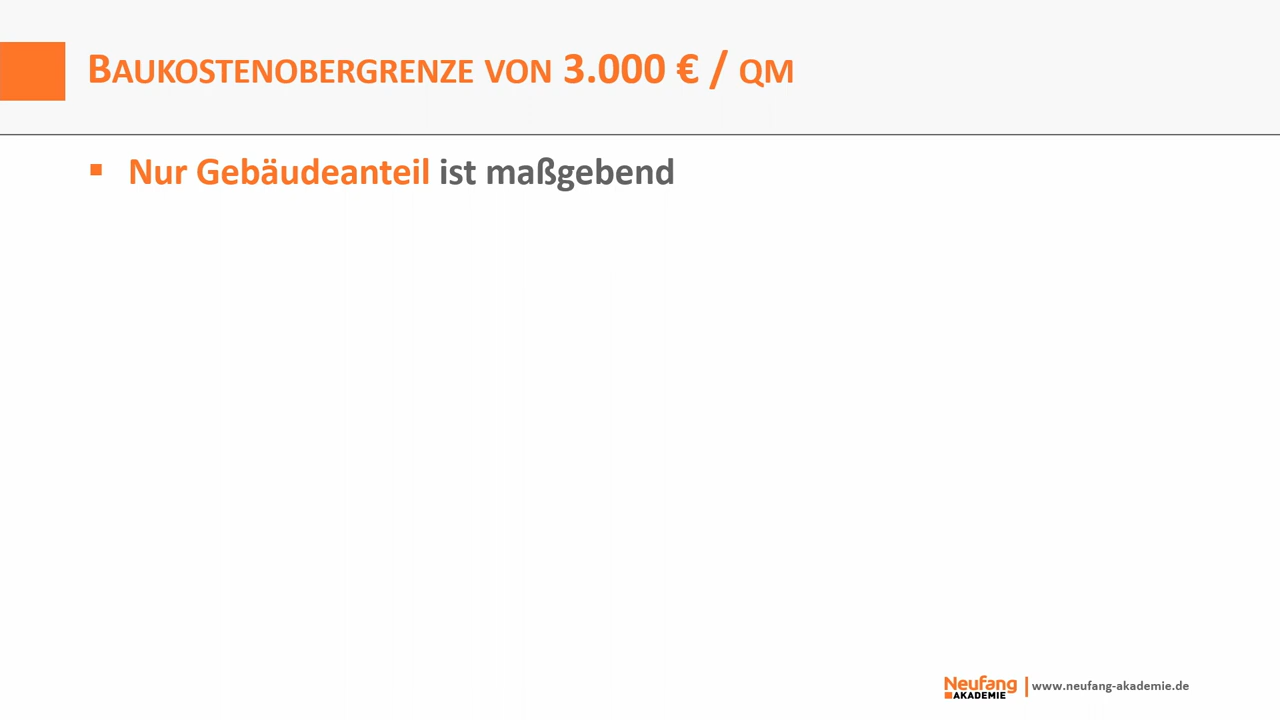 Baukostenobergrenze von 3.000 € / qm
▪ Nur Gebäudeanteil ist maßgebend
Neufang AKADEMIE | www.neufang-akademie.de